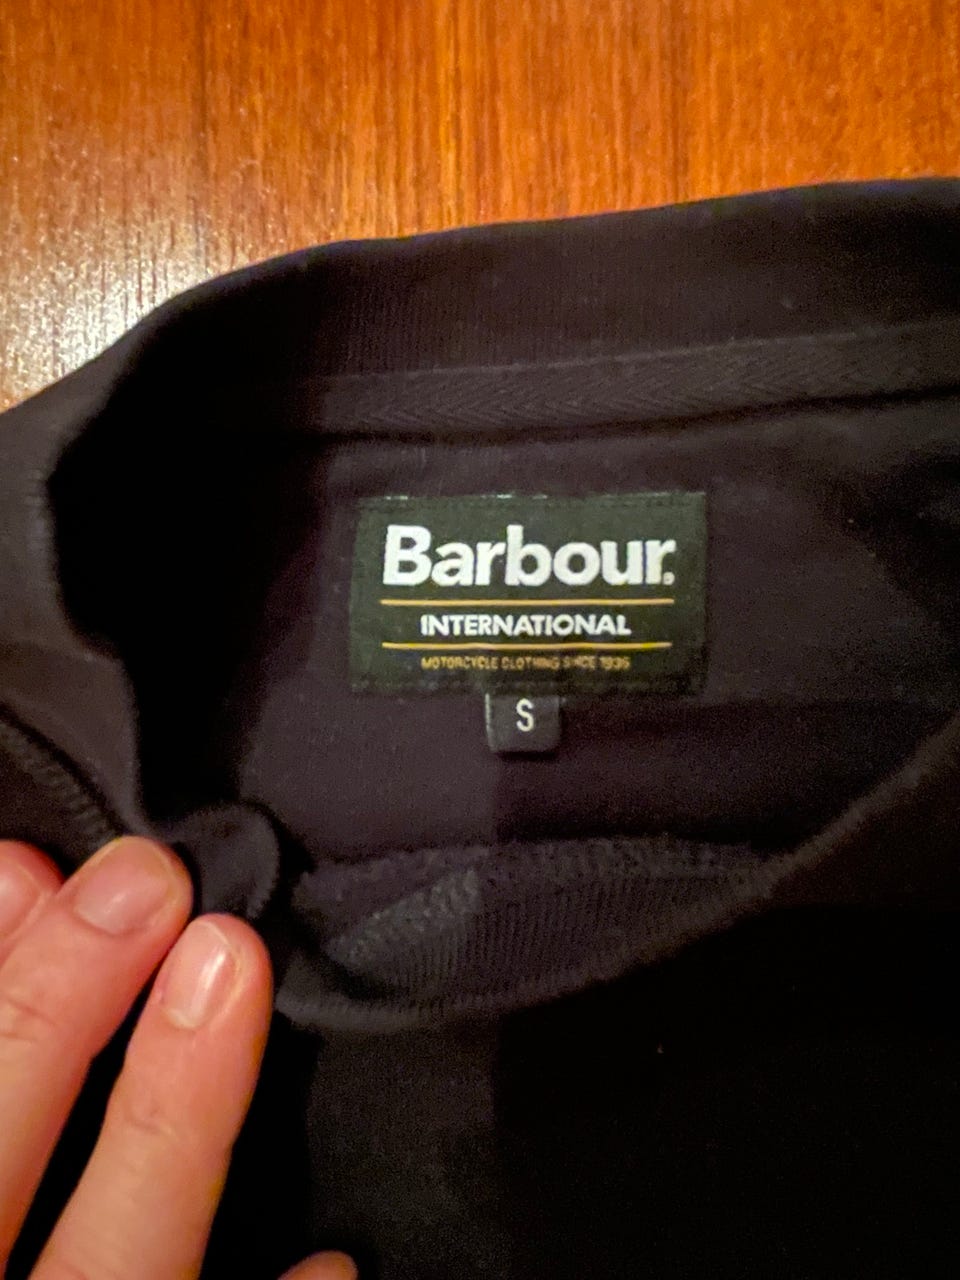 Barbour®
INTERNATIONAL
MOTORCYCLE CLOTHING SINCE 1936
S